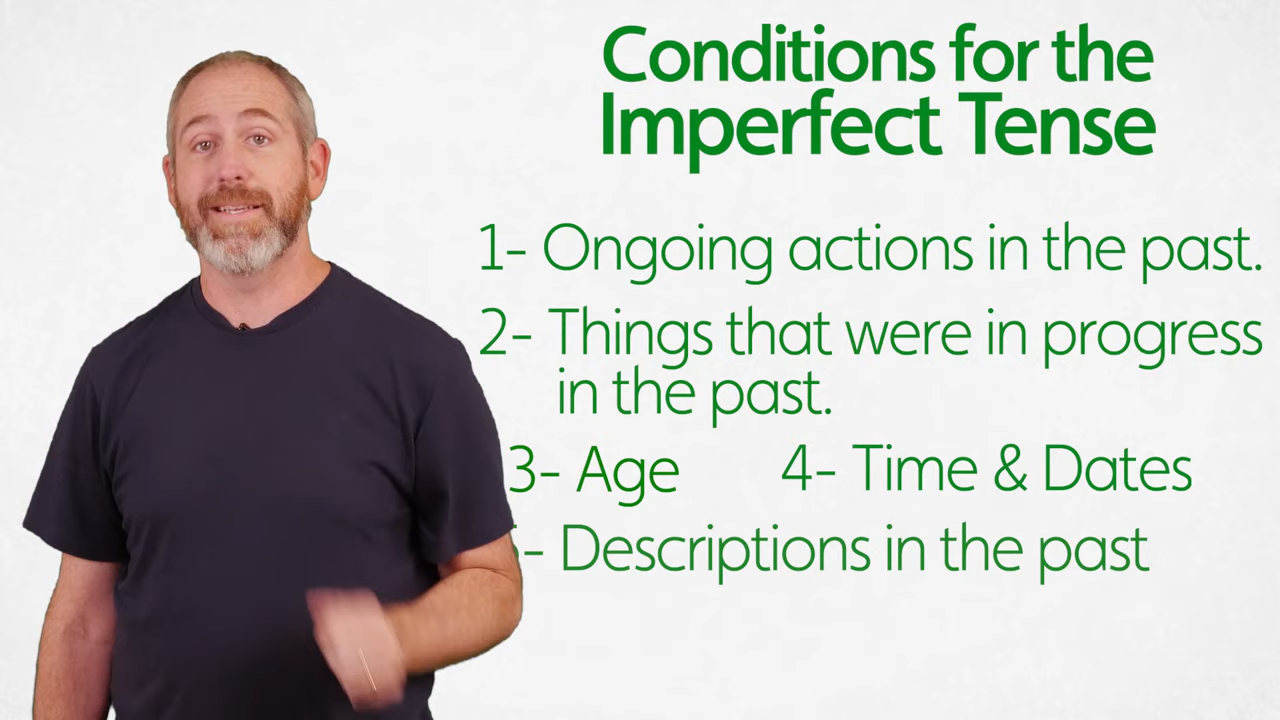 Conditions for the
Imperfect Tense
1- Ongoing actions in the past.
2- Things that were in progress
in the past.
3- Age 4- Time & Dates
- Descriptions in the past